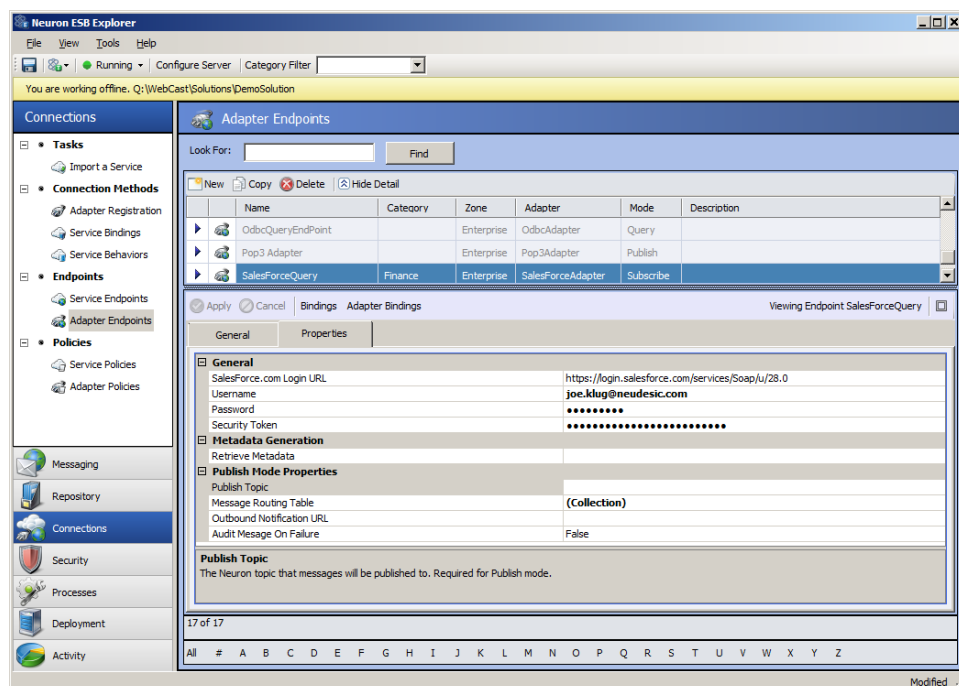 Neuron ESB Explorer
File View Tools Help
Running Configure Server Category Filter
You are working offline. Q:\WebCast\Solutions\DemoSolution
Connections
Tasks
Import a Service
Connection Methods
Adapter Registration
Service Bindings
Service Behaviors
Endpoints
Service Endpoints
Adapter Endpoints
Policies
Service Policies
Adapter Policies
Messaging
Repository
Connections
Security
Processes
Deployment
Activity
Adapter Endpoints
Look For: Find
New Copy Delete Hide Detail
Name Category Zone Adapter Mode Description
OdbcQueryEndPoint Enterprise OdbcAdapter Query
Pop3 Adapter Enterprise Pop3Adapter Publish
SalesForceQuery Finance Enterprise SalesForceAdapter Subscribe
Apply Cancel Bindings Adapter Bindings Viewing Endpoint SalesForceQuery
General Properties
General
SalesForce.com Login URL https://login.salesforce.com/services/Soap/u/28.0
Username joe.klug@neudesic.com
Password ●●●●●●●●●
Security Token ●●●●●●●●●●●●●●●●●●●●●●●●●
Metadata Generation
Retrieve Metadata
Publish Mode Properties
Publish Topic
Message Routing Table (Collection)
Outbound Notification URL
Audit Mesage On Failure False
Publish Topic
The Neuron topic that messages will be published to. Required for Publish mode.
17 of 17
All # A B C D E F G H I J K L M N O P Q R S T U V W X Y Z
Modified